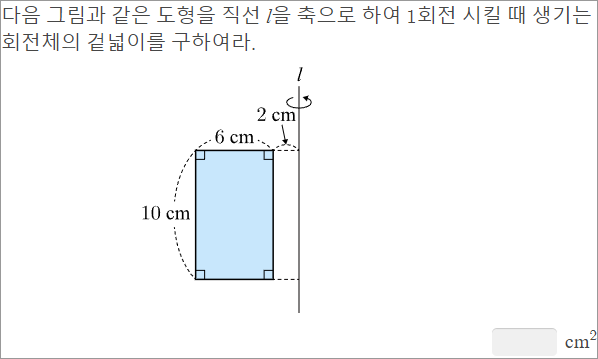 다음 그림과 같은 도형을 직선 l을 축으로 하여 1회전 시킬 때 생기는
회전체의 겉넓이를 구하여라.
l
2 cm
6 cm
10 cm
cm²